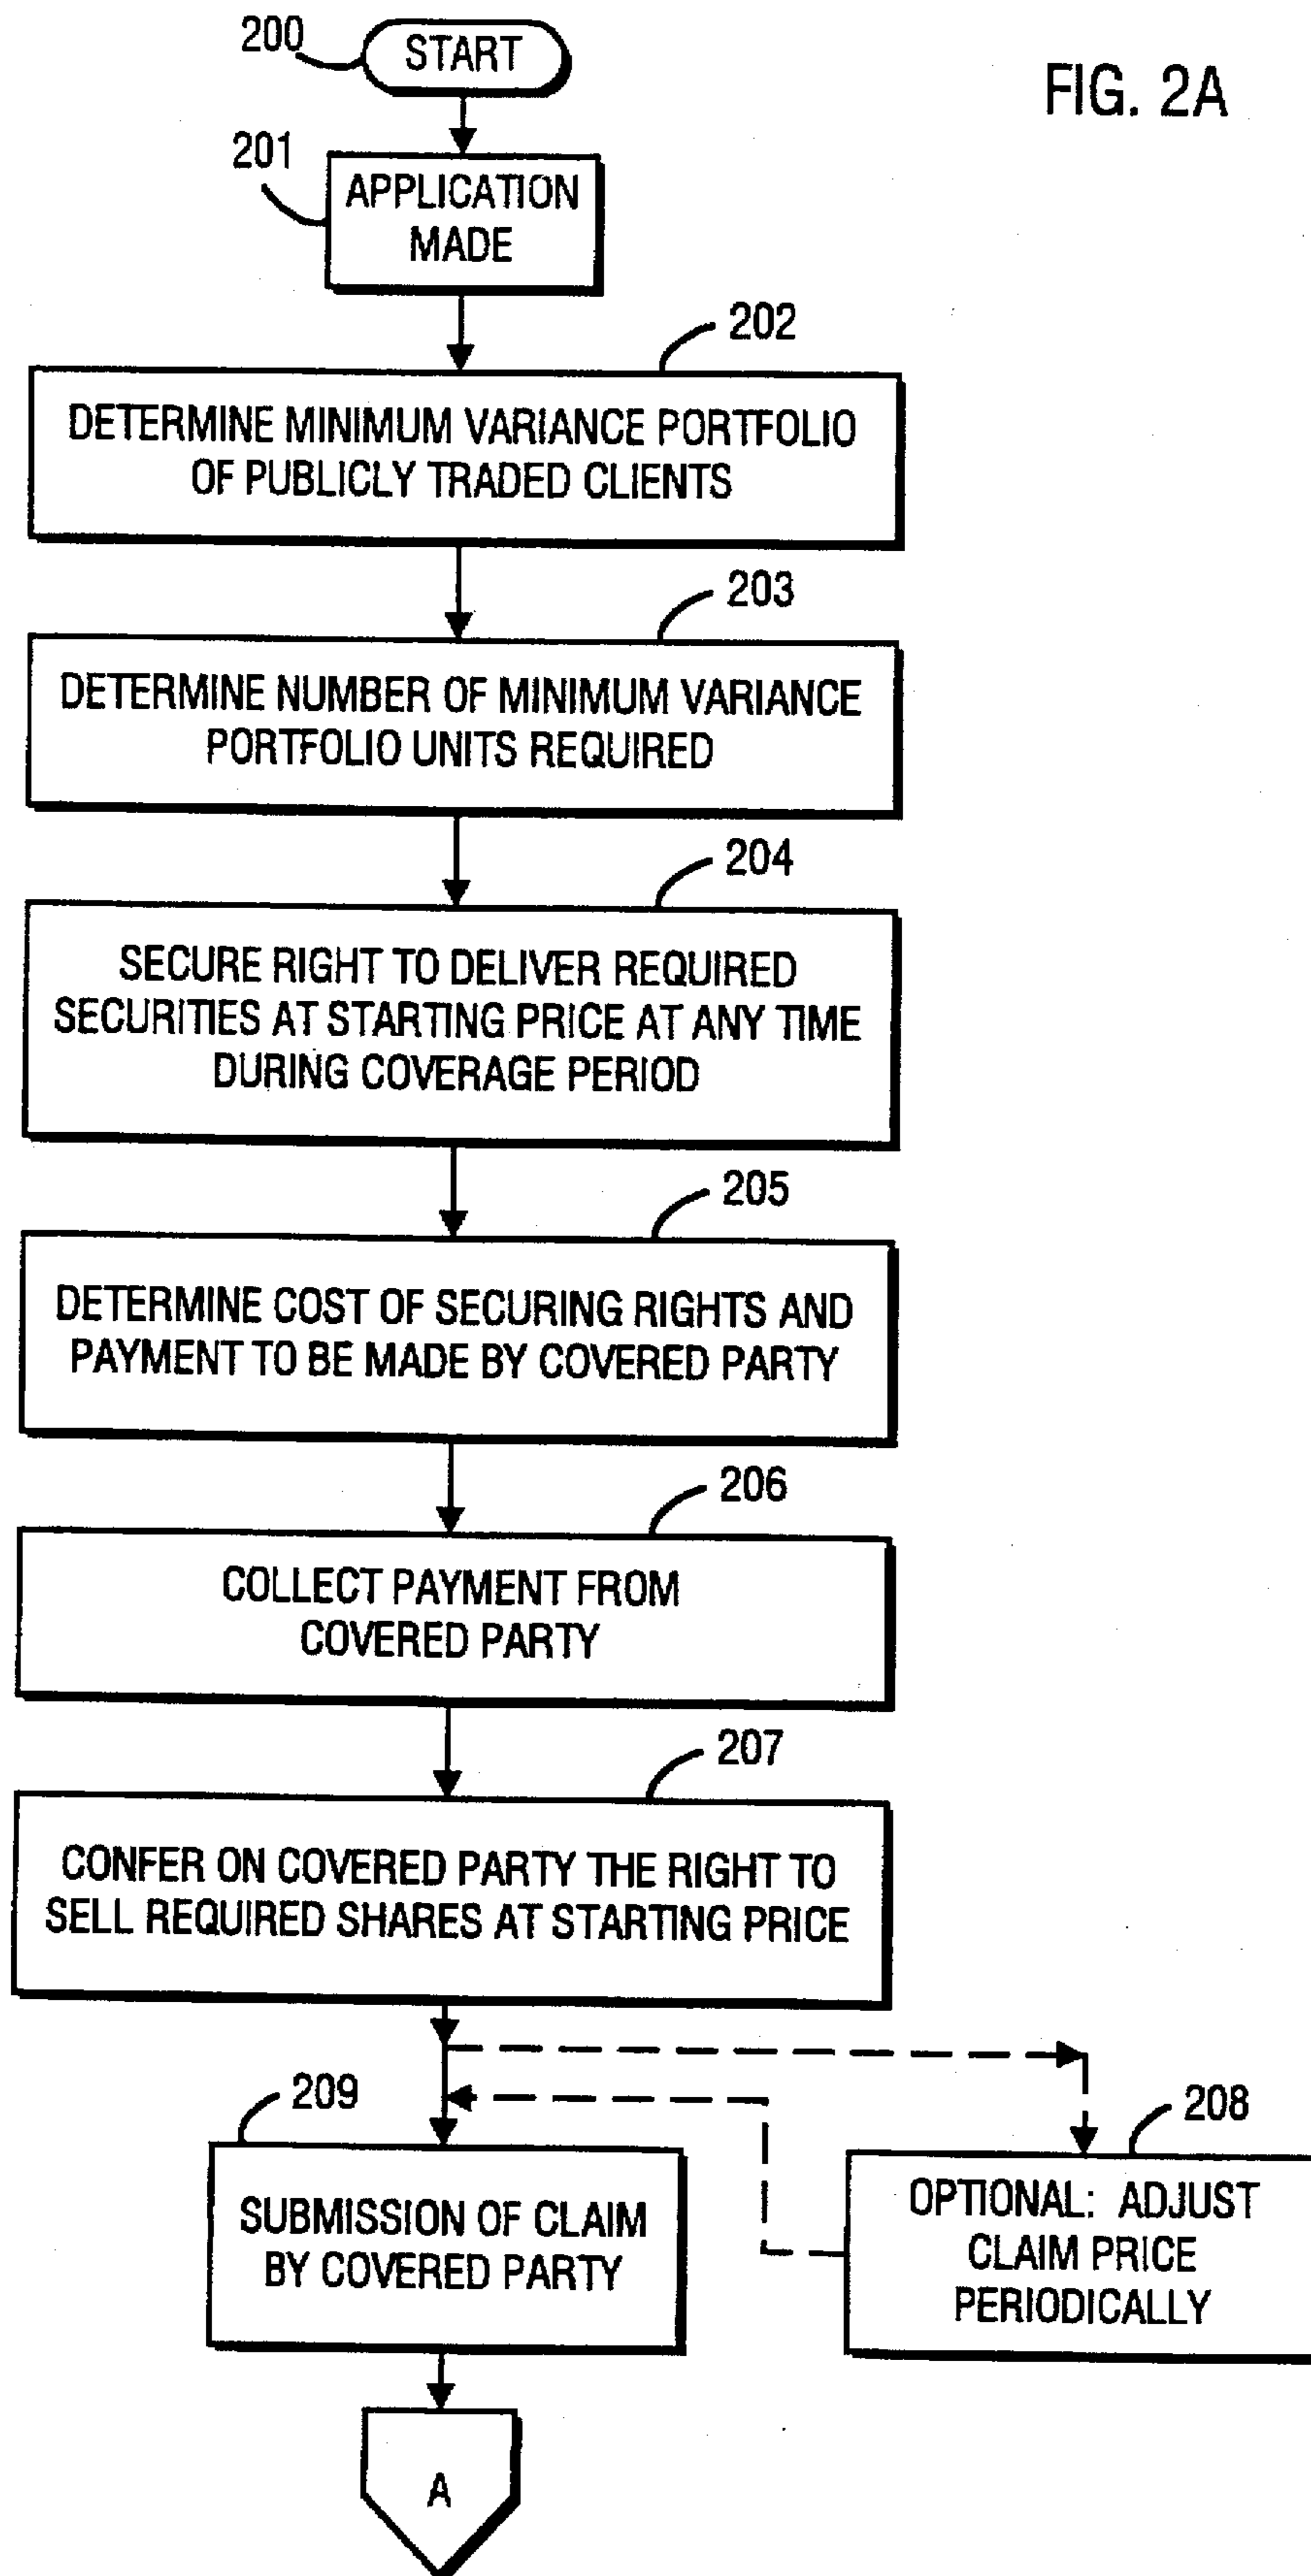 200
START
FIG. 2A
201
APPLICATION
MADE
202
DETERMINE MINIMUM VARIANCE PORTFOLIO
OF PUBLICLY TRADED CLIENTS
203
DETERMINE NUMBER OF MINIMUM VARIANCE
PORTFOLIO UNITS REQUIRED
204
SECURE RIGHT TO DELIVER REQUIRED
SECURITIES AT STARTING PRICE AT ANY TIME
DURING COVERAGE PERIOD
205
DETERMINE COST OF SECURING RIGHTS AND
PAYMENT TO BE MADE BY COVERED PARTY
206
COLLECT PAYMENT FROM
COVERED PARTY
207
CONFER ON COVERED PARTY THE RIGHT TO
SELL REQUIRED SHARES AT STARTING PRICE
209
SUBMISSION OF CLAIM
BY COVERED PARTY
208
OPTIONAL: ADJUST
CLAIM PRICE
PERIODICALLY
A